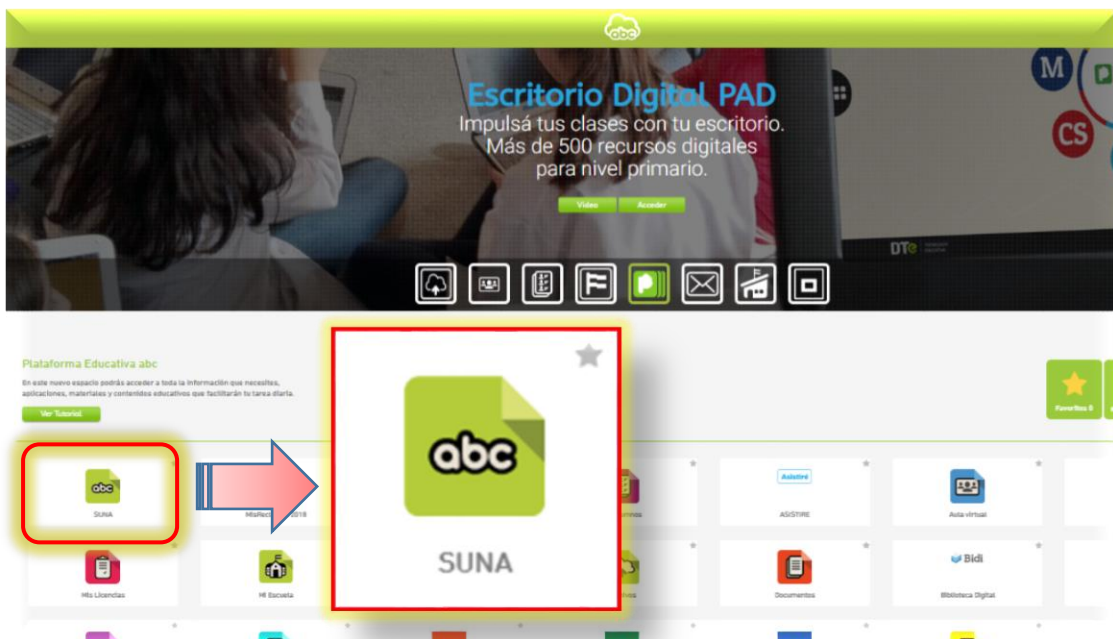 abc
Escritorio Digital PAD
Impulsá tus clases con tu escritorio.
Más de 500 recursos digitales
para nivel primario.
Video
Acceder
M
CS
DTe
Plataforma Educativa abc
En este nuevo espacio podrás acceder a toda la información que necesites,
aplicaciones, materiales y contenidos educativos que facilitarán tu tarea diaria.
Ver Tutorial
Favoritos 0
abc
SUNA
2018
abc
SUNA
Asistiré
ASISTIRE
Aula virtual
Mis Licencias
Mi Escuela
Documentos
Bidi
Biblioteca Digital